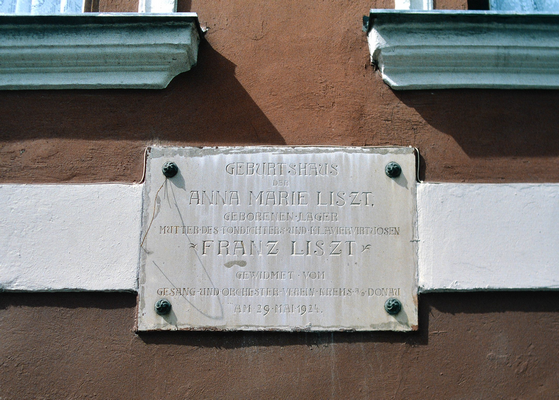 GEBURTSHAUS
DER
ANNA MARIE LISZT,
GEBORENEN·LAGER
MUTTER·DES·TONDICHTERS·UND·KLAVIERVIRTUOSEN
FRANZ LISZT
GEWIDMET·VOM
GESANG-UND ORCHESTER-VEREIN-KREMS·A/D DONAU
AM 29·MAI 1924.